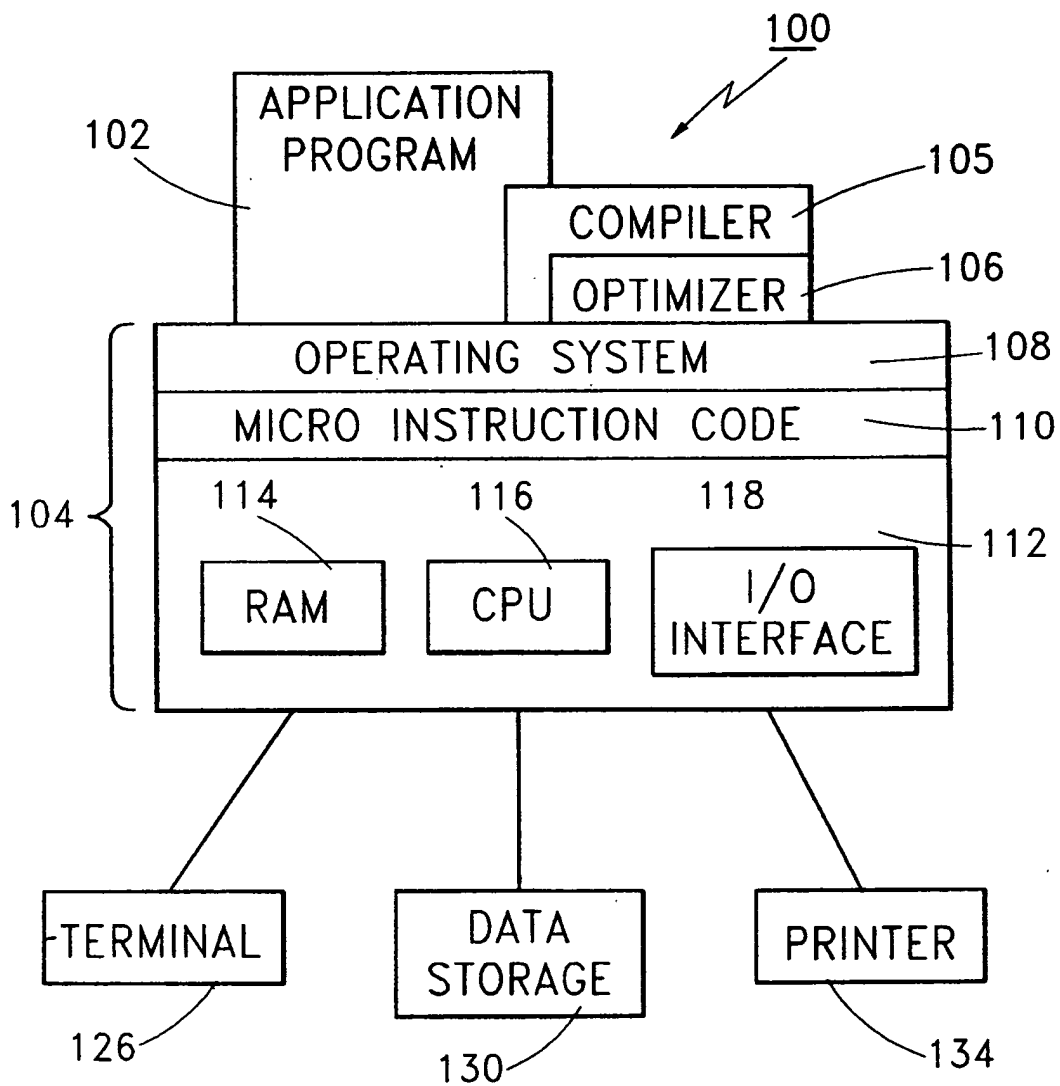 100
APPLICATION
PROGRAM
102
105
COMPILER
106
OPTIMIZER
OPERATING SYSTEM
108
MICRO INSTRUCTION CODE
110
104
114
116
118
112
RAM
CPU
I/O
INTERFACE
TERMINAL
DATA
STORAGE
PRINTER
126
130
134